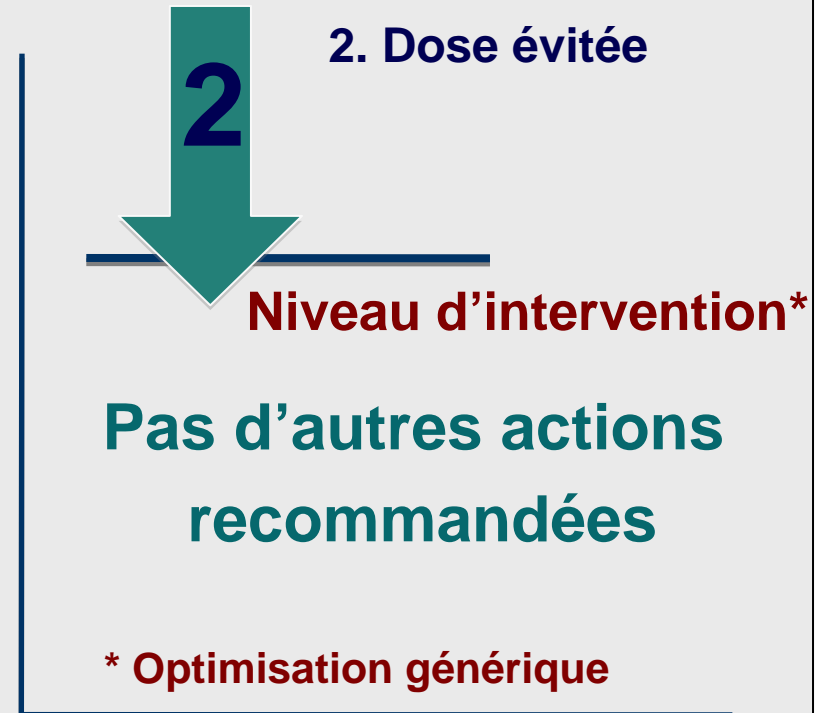 2. Dose évitée
2
Niveau d’intervention*
Pas d’autres actions
recommandées
* Optimisation générique